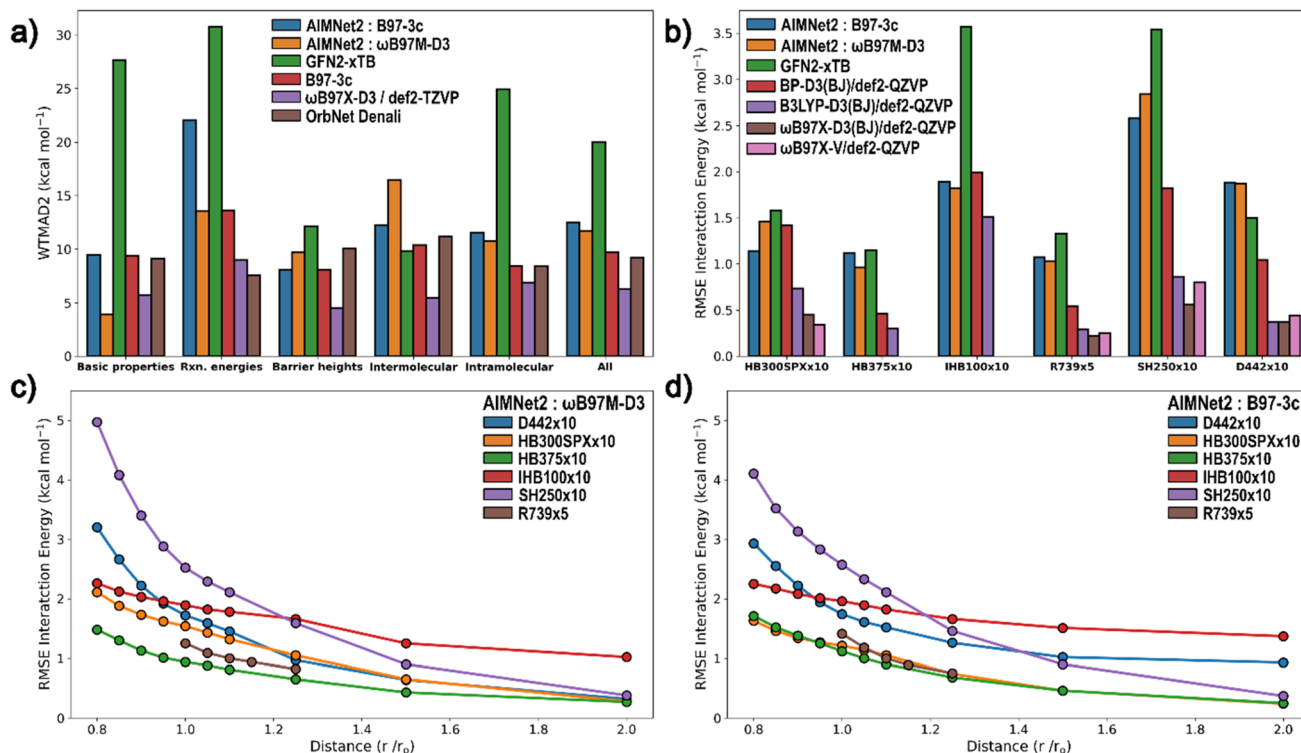 a)
AIMNet2 : B97-3c
AIMNet2 : ωB97M-D3
GFN2-xTB
B97-3c
ωB97X-D3 / def2-TZVP
OrbNet Denali
WTMAD2 (kcal mol⁻¹)
30
25
20
15
10
5
0
Basic properties Rxn. energies Barrier heights Intermolecular Intramolecular All
b)
AIMNet2 : B97-3c
AIMNet2 : ωB97M-D3
GFN2-xTB
BP-D3(BJ)/def2-QZVP
B3LYP-D3(BJ)/def2-QZVP
ωB97X-D3(BJ)/def2-QZVP
ωB97X-V/def2-QZVP
RMSE Interatction Energy (kcal mol⁻¹)
3.5
3.0
2.5
2.0
1.5
1.0
0.5
0.0
HB300SPXx10 HB375x10 IHB100x10 R739x5 SH250x10 D442x10
c)
AIMNet2 : ωB97M-D3
D442x10
HB300SPXx10
HB375x10
IHB100x10
SH250x10
R739x5
RMSE Interatction Energy (kcal mol⁻¹)
5
4
3
2
1
0
0.8 1.0 1.2 1.4 1.6 1.8 2.0
Distance (r /r₀)
d)
AIMNet2 : B97-3c
D442x10
HB300SPXx10
HB375x10
IHB100x10
SH250x10
R739x5
RMSE Interatction Energy (kcal mol⁻¹)
5
4
3
2
1
0
0.8 1.0 1.2 1.4 1.6 1.8 2.0
Distance (r /r₀)